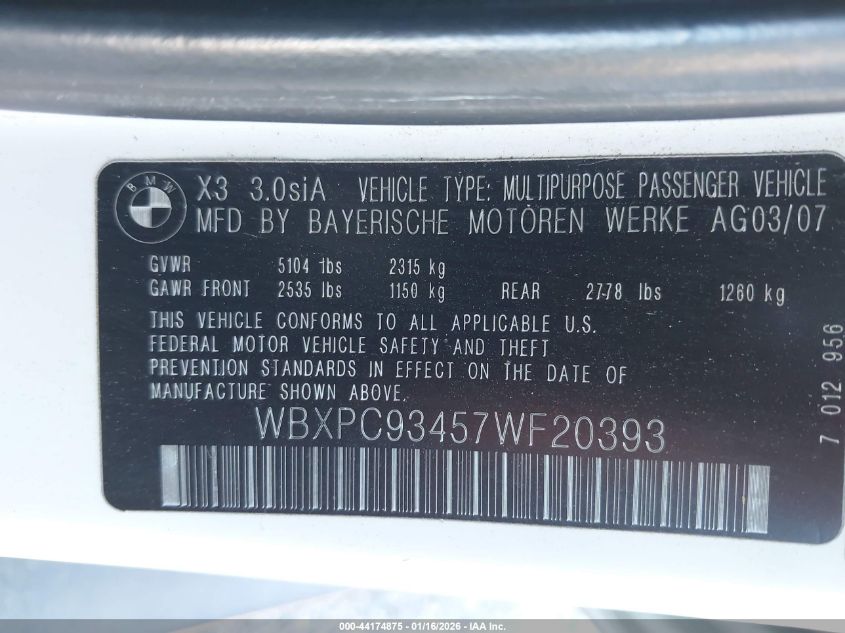 BMW
X3 3.0siA VEHICLE TYPE: MULTIPURPOSE PASSENGER VEHICLE
MFD BY BAYERISCHE MOTOREN WERKE AG03/07
GVWR 5104 lbs 2315 kg
GAWR FRONT 2535 lbs 1150 kg REAR 2778 lbs 1260 kg
THIS VEHICLE CONFORMS TO ALL APPLICABLE U.S.
FEDERAL MOTOR VEHICLE SAFETY AND THEFT
PREVENTION STANDARDS IN EFFECT ON THE DATE OF
MANUFACTURE SHOWN ABOVE.
WBXPC93457WF20393
7 012 956
000-44174875 - 01/16/2026 - IAA Inc.